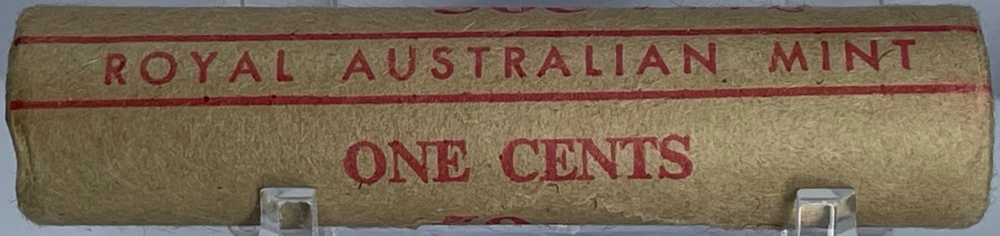 ROYAL AUSTRALIAN MINT
ONE CENTS